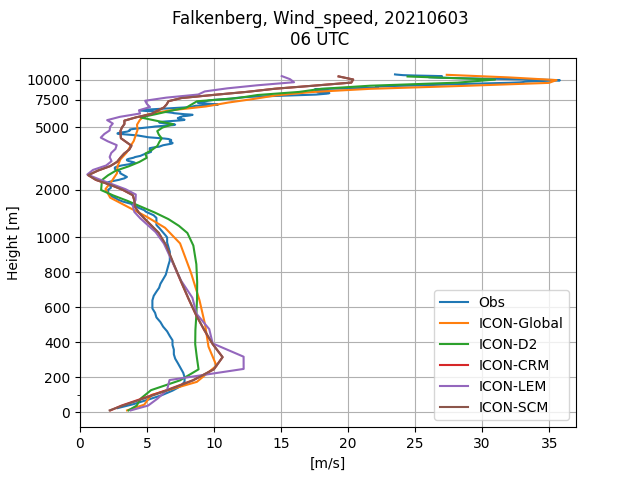 Falkenberg, Wind_speed, 20210603
06 UTC
Height [m]
10000
7500
5000
2000
1000
800
600
400
200
0
0 5 10 15 20 25 30 35
[m/s]
Obs
ICON-Global
ICON-D2
ICON-CRM
ICON-LEM
ICON-SCM